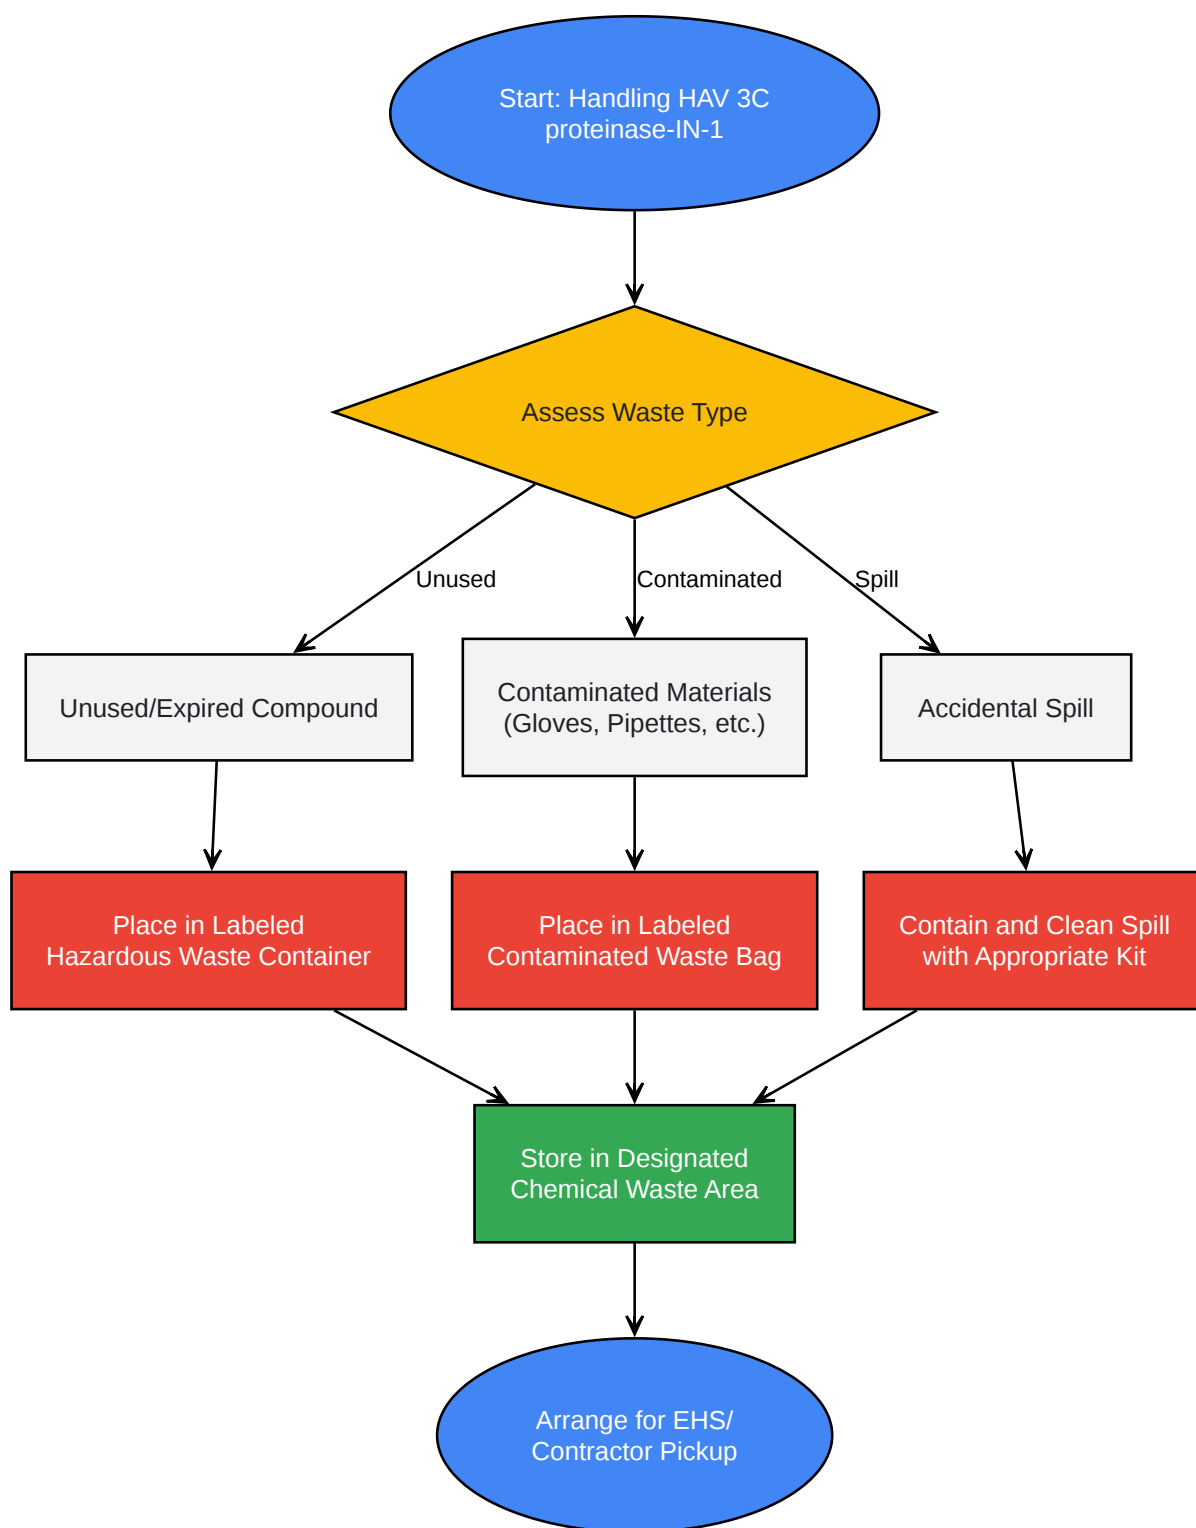 Start: Handling HAV 3C
proteinase-IN-1
Assess Waste Type
Unused
Contaminated
Spill
Unused/Expired Compound
Contaminated Materials
(Gloves, Pipettes, etc.)
Accidental Spill
Place in Labeled
Hazardous Waste Container
Place in Labeled
Contaminated Waste Bag
Contain and Clean Spill
with Appropriate Kit
Store in Designated
Chemical Waste Area
Arrange for EHS/
Contractor Pickup